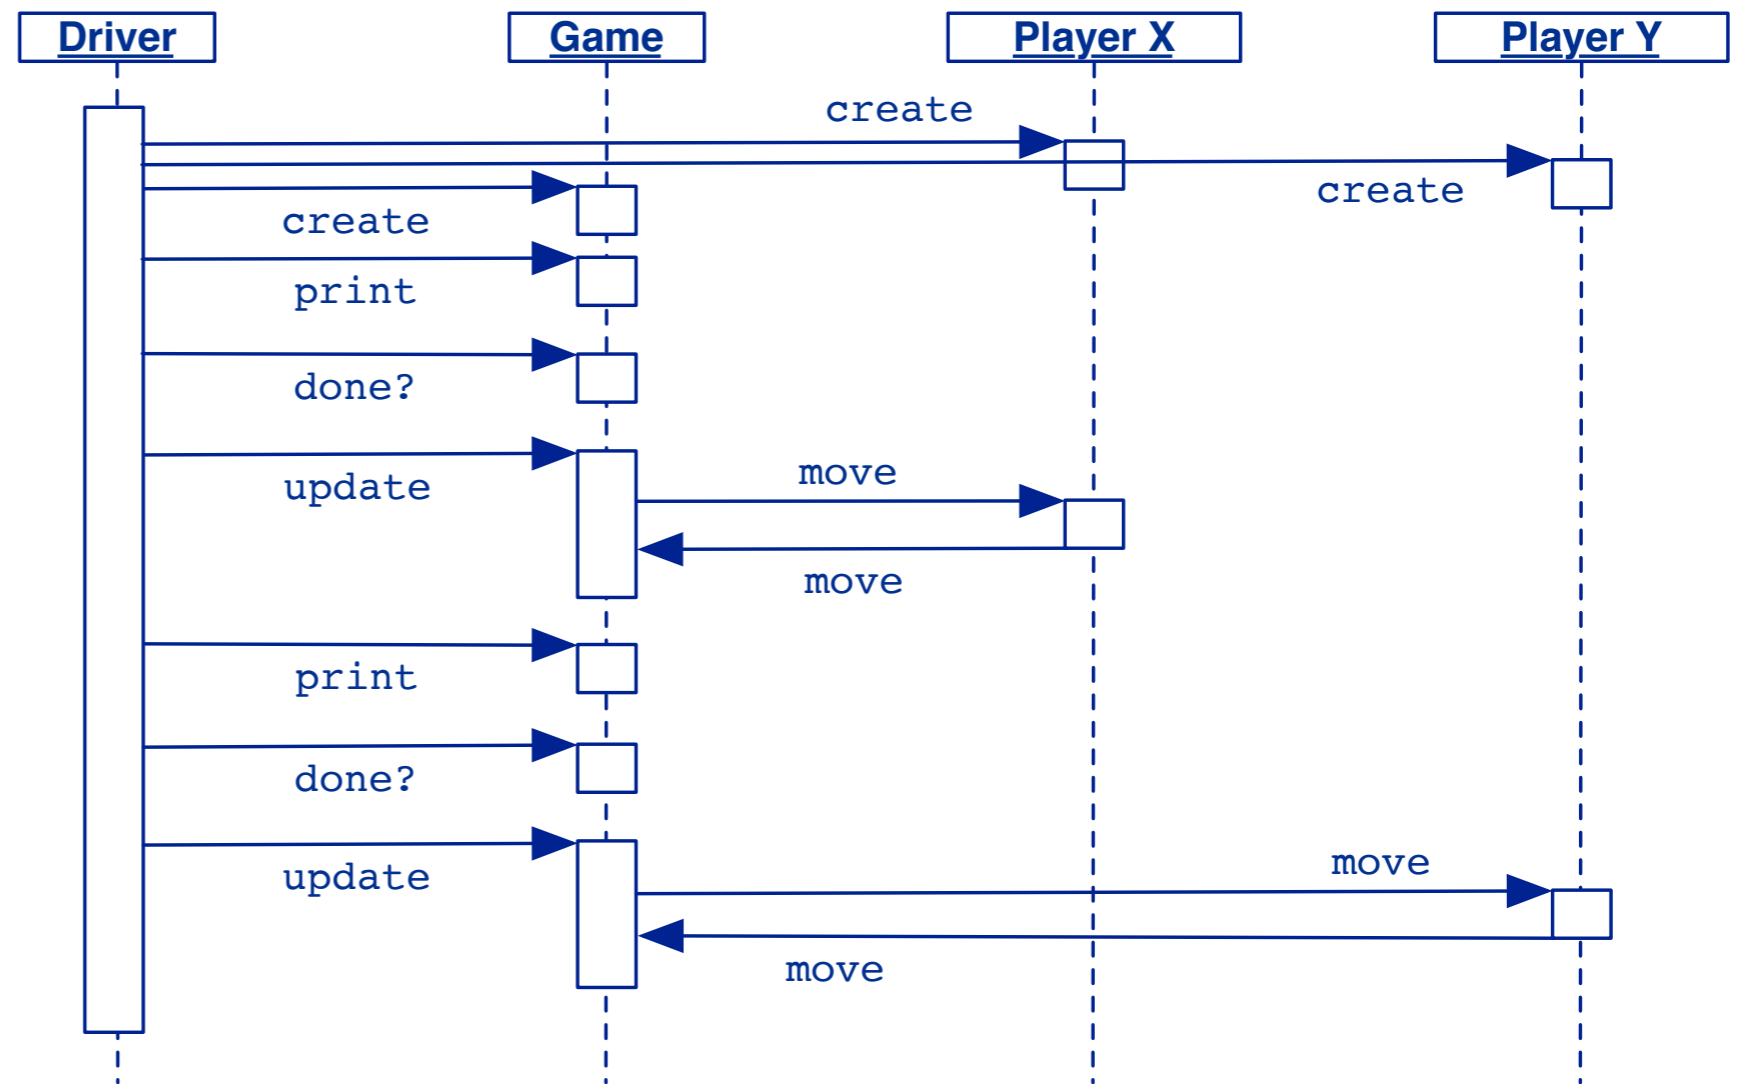 Driver
Game
Player X
Player Y
create
create
create
print
done?
update
move
move
print
done?
update
move
move